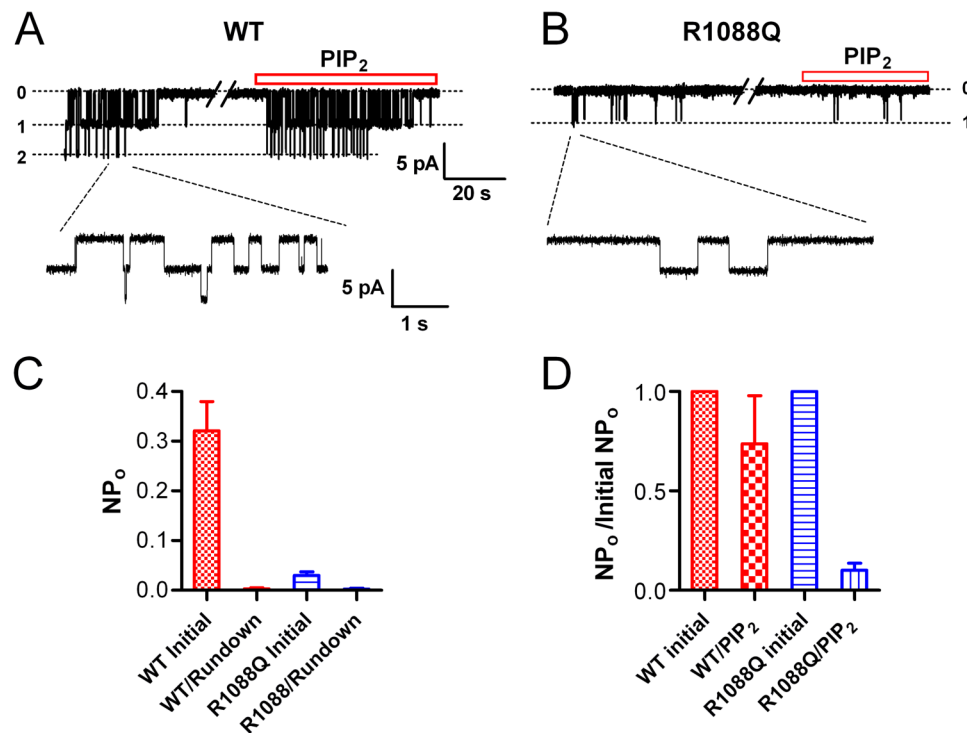 A
WT
PIP2
0
1
2
5 pA
20 s
5 pA
1 s
B
R1088Q
PIP2
0
1
C
NPo
0.4
0.3
0.2
0.1
0.0
WT Initial
WT/Rundown
R1088Q Initial
R1088/Rundown
D
NPo/Initial NPo
1.0
0.5
0.0
WT initial
WT/PIP2
R1088Q initial
R1088Q/PIP2